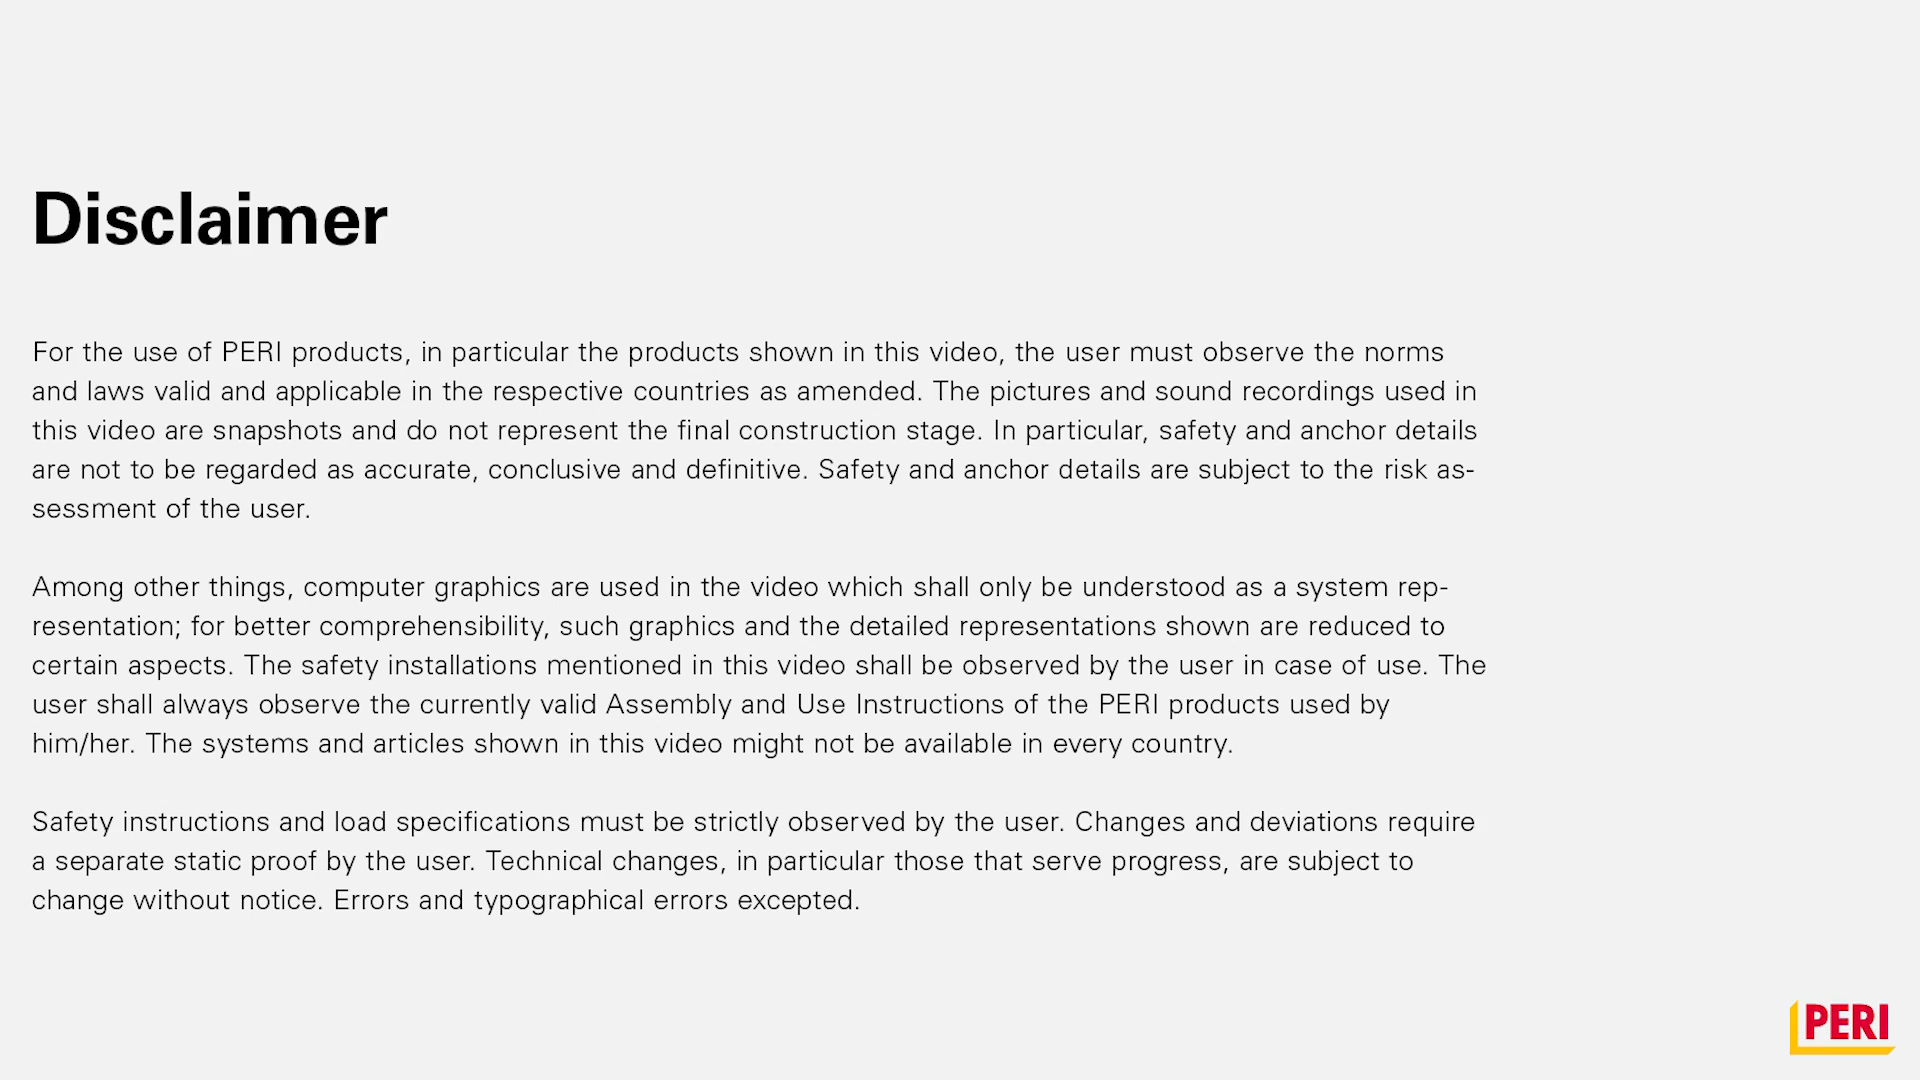 Disclaimer
For the use of PERI products, in particular the products shown in this video, the user must observe the norms
and laws valid and applicable in the respective countries as amended. The pictures and sound recordings used in
this video are snapshots and do not represent the final construction stage. In particular, safety and anchor details
are not to be regarded as accurate, conclusive and definitive. Safety and anchor details are subject to the risk as-
sessment of the user.
Among other things, computer graphics are used in the video which shall only be understood as a system rep-
resentation; for better comprehensibility, such graphics and the detailed representations shown are reduced to
certain aspects. The safety installations mentioned in this video shall be observed by the user in case of use. The
user shall always observe the currently valid Assembly and Use Instructions of the PERI products used by
him/her. The systems and articles shown in this video might not be available in every country.
Safety instructions and load specifications must be strictly observed by the user. Changes and deviations require
a separate static proof by the user. Technical changes, in particular those that serve progress, are subject to
change without notice. Errors and typographical errors excepted.
PERI